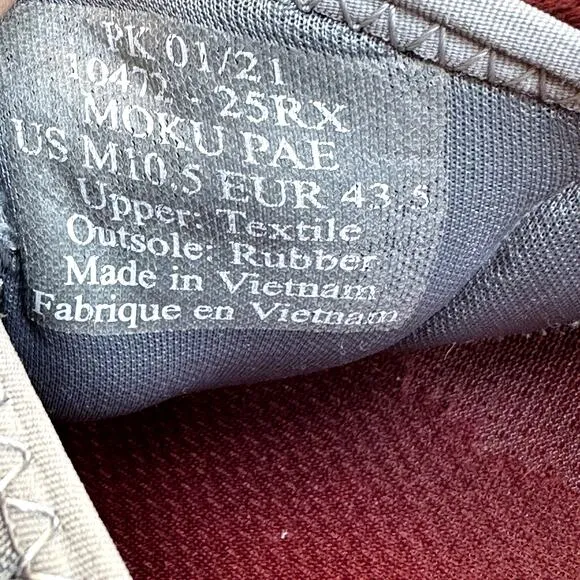 PK 01/21
10472 - 25RX
MOKU PAE
US M10.5 EUR 43.5
Upper: Textile
Outsole: Rubber
Made in Vietnam
Fabrique en Vietnam